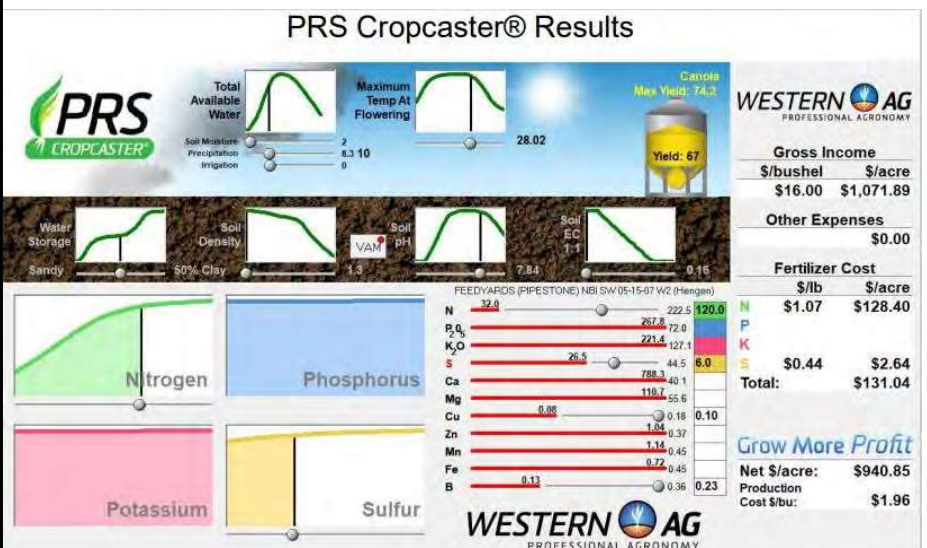 PRS Cropcaster® Results
PRS
CROPCASTER®
Total
Available
Water
Soil Moisture 2
Precipitation 8.3 10
Irrigation 0
Maximum
Temp At
Flowering
28.02
Canola
Max Yield: 74.2
Yield: 67
Water
Storage
Sandy 50% Clay
Soil
Density
1.3
VAM
Soil
pH
7.84
Soil
EC
1:1
0.16
Nitrogen
Phosphorus
Potassium
Sulfur
FEEDYARDS (PIPESTONE) NBI SW 05-15-07 W2 (Hengen)
N 32.0 222.5 120.0
P2O5 267.8 72.0
K2O 221.4 127.1
S 26.5 44.5 6.0
Ca 788.3 40.1
Mg 110.7 55.6
Cu 0.08 0.18 0.10
Zn 1.04 0.37
Mn 1.14 0.45
Fe 0.72 0.45
B 0.13 0.36 0.23
WESTERN AG
PROFESSIONAL AGRONOMY
WESTERN AG
PROFESSIONAL AGRONOMY
Gross Income
$/bushel $/acre
$16.00 $1,071.89
Other Expenses
$0.00
Fertilizer Cost
$/lb $/acre
N $1.07 $128.40
P
K
S $0.44 $2.64
Total: $131.04
Grow More Profit
Net $/acre: $940.85
Production
Cost $/bu: $1.96